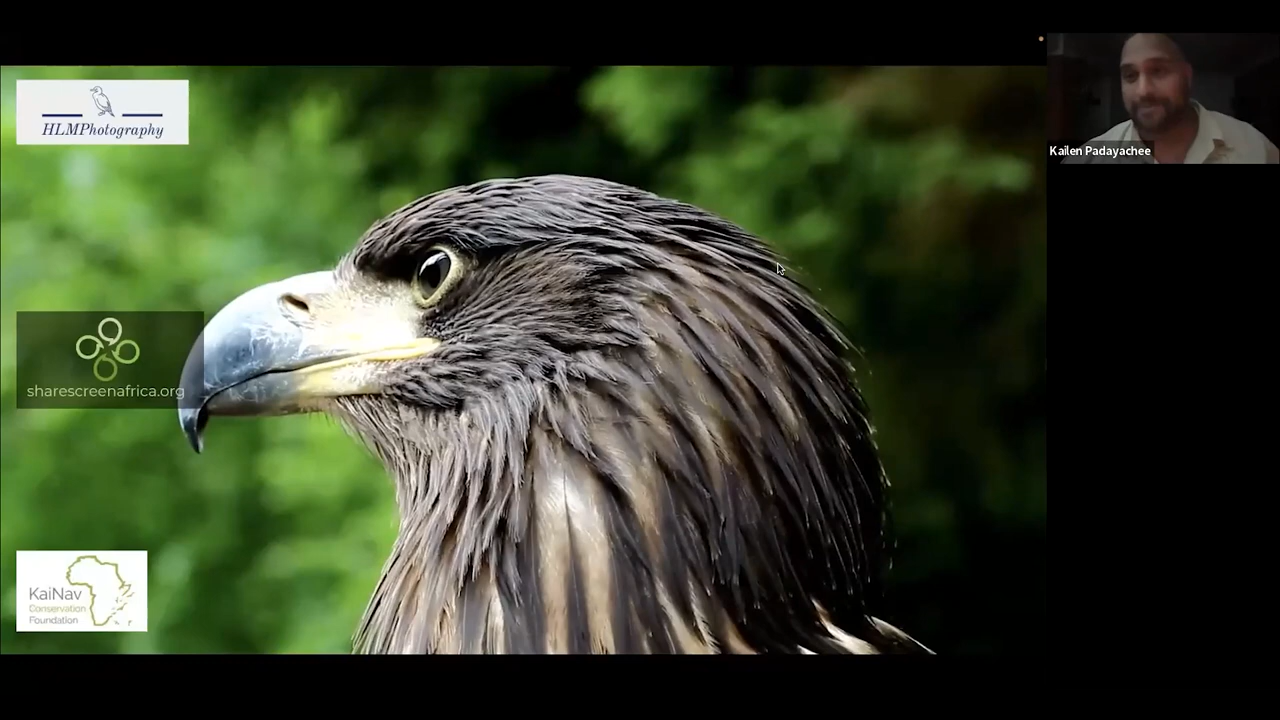 HLMPhotography
Kailen Padayachee
sharescreenafrica.org
KaiNav
Conservation
Foundation